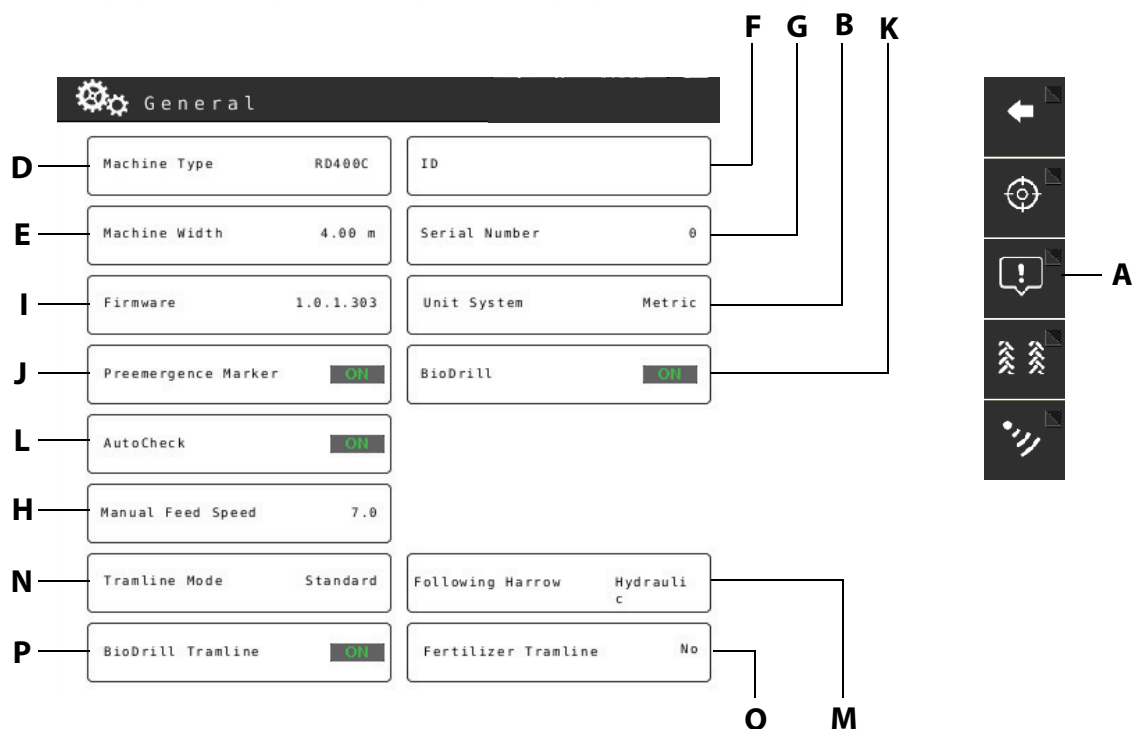 F G B K
General
D Machine Type RD400C ID
E Machine Width 4.00 m Serial Number 0
A
I Firmware 1.0.1.303 Unit System Metric
J Preemergence Marker ON BioDrill ON
L AutoCheck ON
H Manual Feed Speed 7.0
N Tramline Mode Standard Following Harrow Hydrauli
c
P BioDrill Tramline ON Fertilizer Tramline No
O M